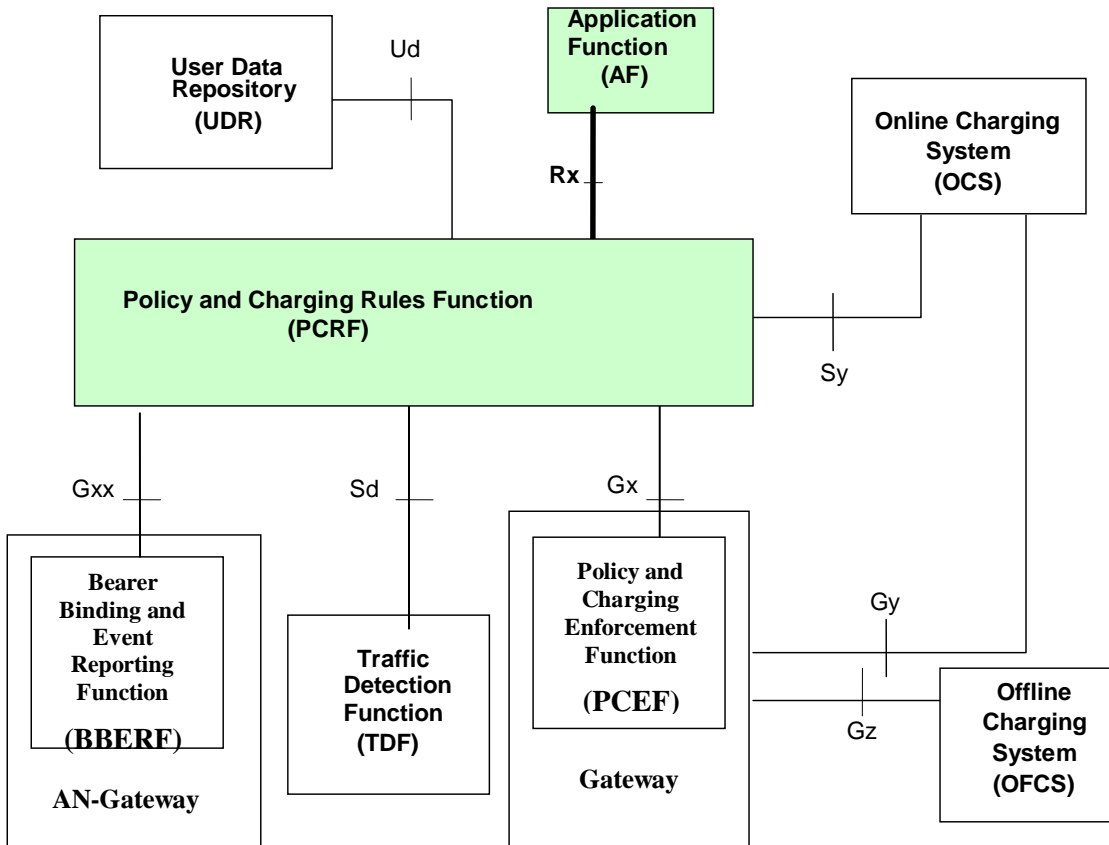 User Data
Repository
(UDR)
Ud
Application
Function
(AF)
Rx
Online Charging
System
(OCS)
Policy and Charging Rules Function
(PCRF)
Sy
Gxx
Sd
Gx
Bearer
Binding and
Event
Reporting
Function
(BBERF)
AN-Gateway
Traffic
Detection
Function
(TDF)
Policy and
Charging
Enforcement
Function
(PCEF)
Gateway
Gy
Gz
Offline
Charging
System
(OFCS)